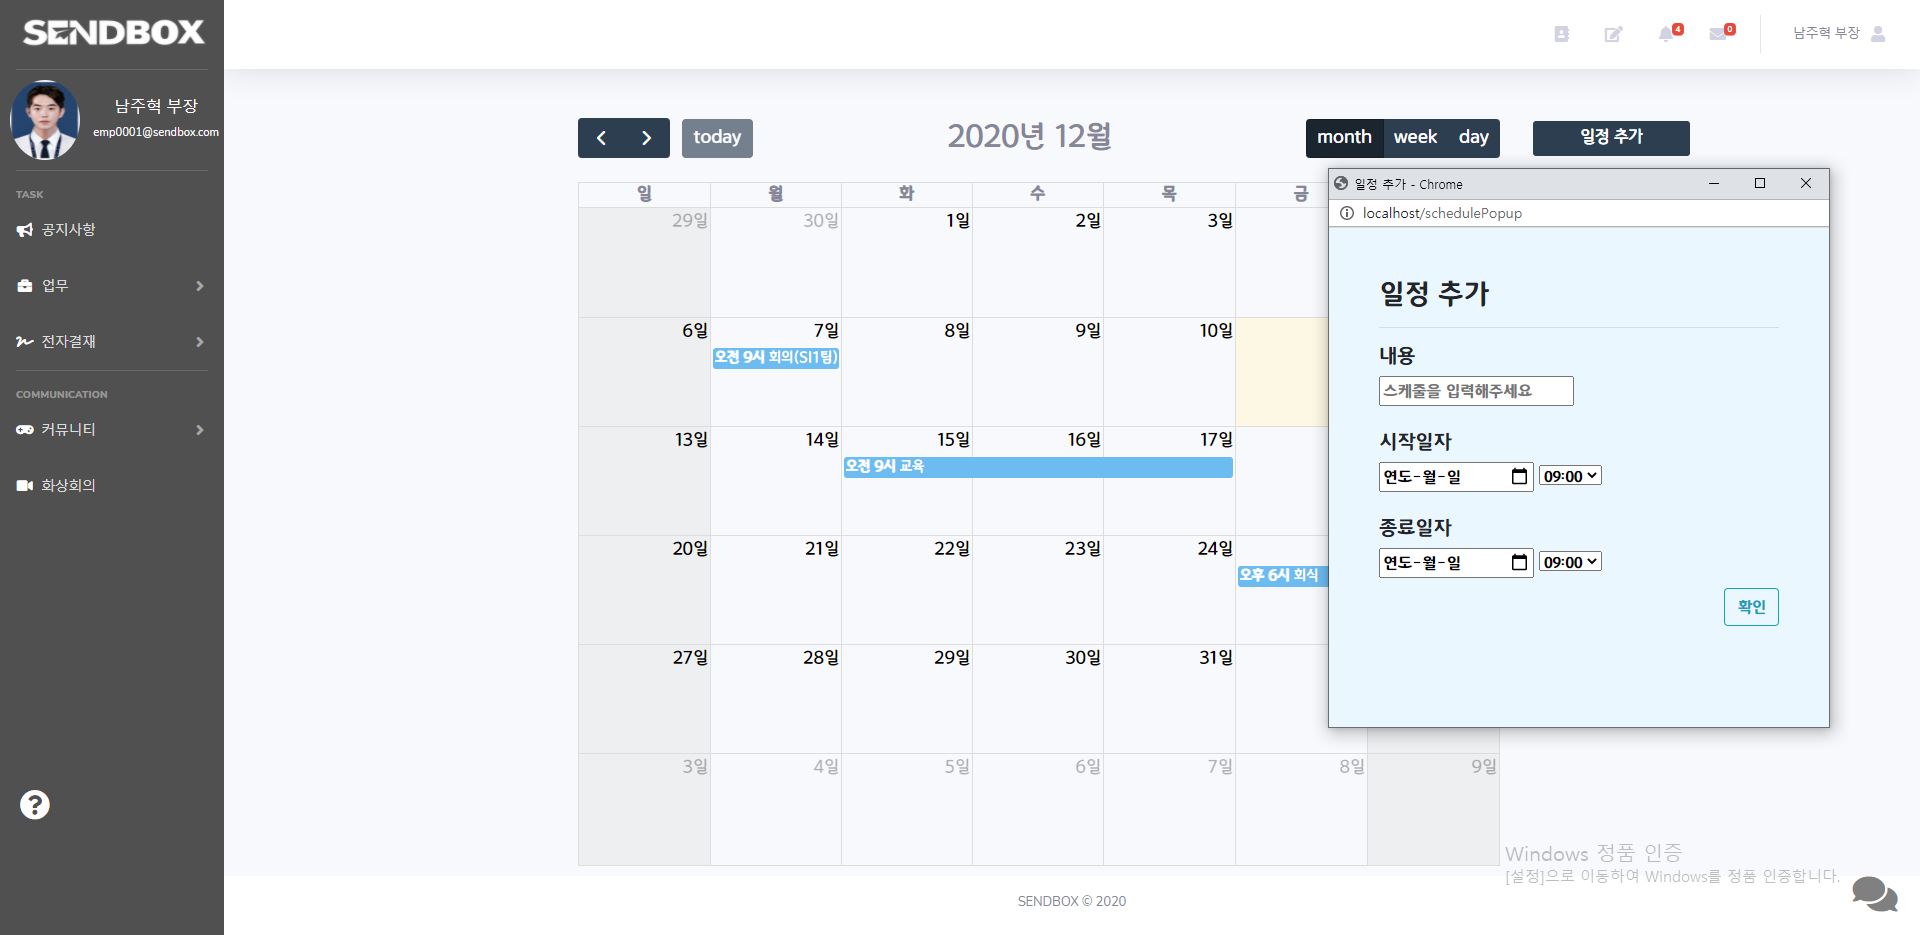 SENDBOX
남주혁 부장
emp0001@sendbox.com
TASK
공지사항
업무
전자결재
COMMUNICATION
커뮤니티
화상회의
4
0
남주혁 부장
today
2020년 12월
month week day
일정 추가
일 월 화 수 목 금
29일 30일 1일 2일 3일
6일 7일 8일 9일 10일
오전 9시 회의(SI1팀)
13일 14일 15일 16일 17일
오전 9시 교육
20일 21일 22일 23일 24일
오후 6시 회식
27일 28일 29일 30일 31일
3일 4일 5일 6일 7일 8일 9일
일정 추가 - Chrome
localhost/schedulePopup
일정 추가
내용
스케줄을 입력해주세요
시작일자
연도-월-일 09:00
종료일자
연도-월-일 09:00
확인
Windows 정품 인증
[설정]으로 이동하여 Windows를 정품 인증합니다.
SENDBOX © 2020